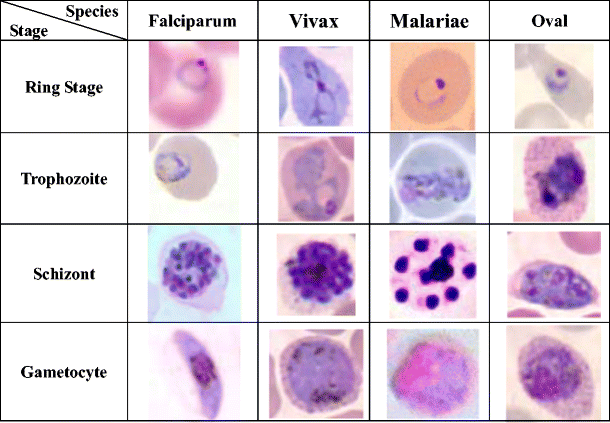 Species
Stage
Falciparum Vivax Malariae Oval
Ring Stage
Trophozoite
Schizont
Gametocyte